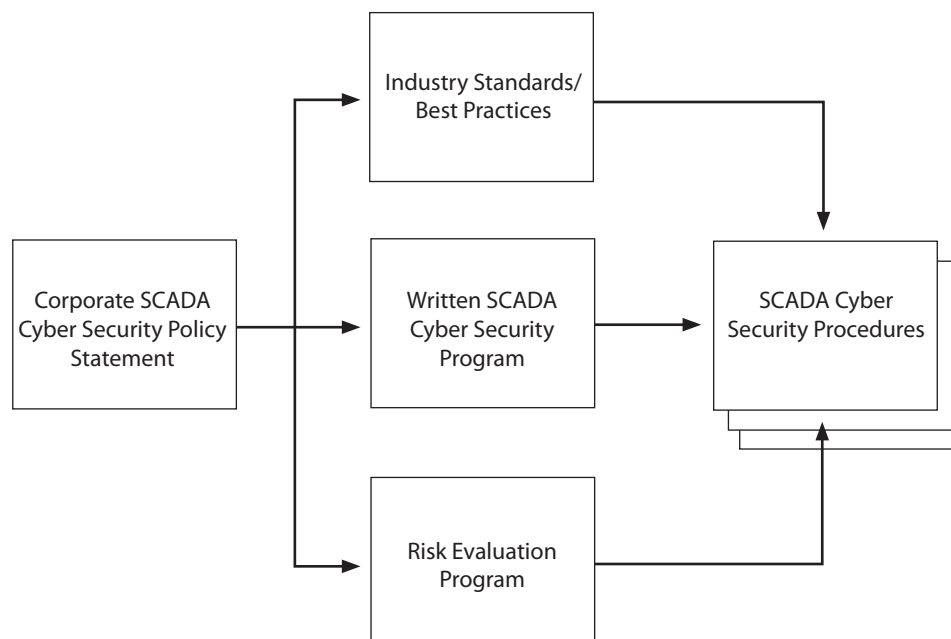 Industry Standards/
Best Practices
Corporate SCADA
Cyber Security Policy
Statement
Written SCADA
Cyber Security
Program
SCADA Cyber
Security Procedures
Risk Evaluation
Program